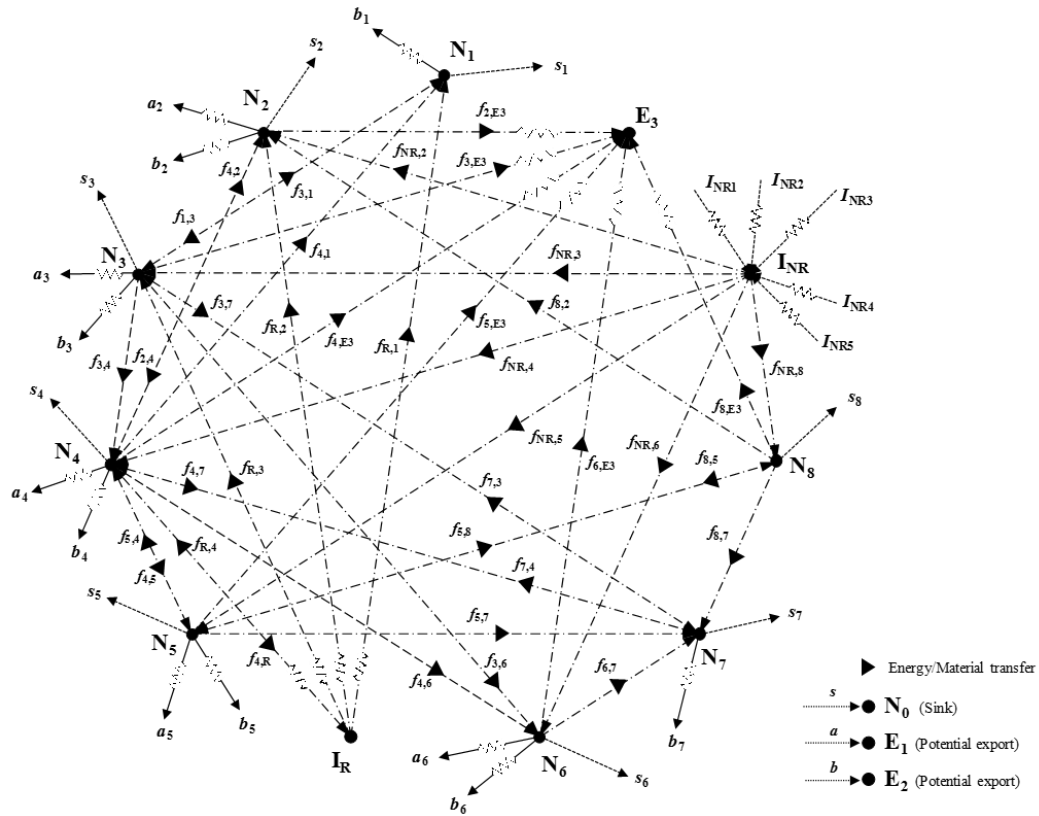 b1
N1
s1
s2
N2
a2
b2
f2,E3
E3
f4,2
fNR,2
f3,E3
f3,1
s3
f1,3
INR1
INR2
INR3
N3
a3
b3
f4,1
fNR,3
INR
INR4
INR5
f3,7
fR,2
f4,E3
fR,1
f5,E3
f8,2
f3,4
f2,4
fNR,4
fNR,8
s4
f8,E3
s8
N4
a4
b4
f4,7
fR,3
fNR,5
f6,E3
fNR,6
f8,5
N8
f7,3
f5,4
fR,4
f5,8
f8,7
f4,5
f7,4
s5
N5
f5,7
s7
N7
f4,R
f4,6
f3,6
f6,7
a5
b5
IR
a6
N6
b6
s6
b7
Energy/Material transfer
s N0 (Sink)
a E1 (Potential export)
b E2 (Potential export)